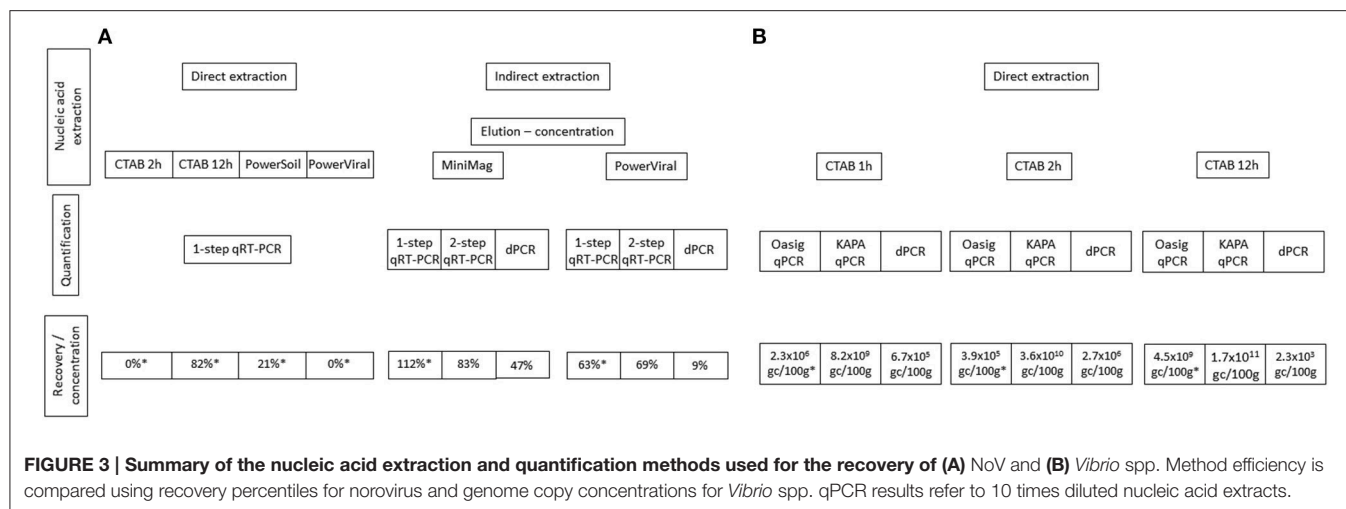 A B
Nucleic acid
extraction
Direct extraction Indirect extraction Direct extraction
Elution – concentration
CTAB 2h CTAB 12h PowerSoil PowerViral MiniMag PowerViral CTAB 1h CTAB 2h CTAB 12h
Quantification
1-step qRT-PCR
1-step qRT-PCR 2-step qRT-PCR dPCR 1-step qRT-PCR 2-step qRT-PCR dPCR
Oasig qPCR KAPA qPCR dPCR Oasig qPCR KAPA qPCR dPCR Oasig qPCR KAPA qPCR dPCR
Recovery /
concentration
0%* 82%* 21%* 0%* 112%* 83% 47% 63%* 69% 9%
2.3x10⁶ gc/100g* 8.2x10⁹ gc/100g 6.7x10⁵ gc/100g 3.9x10⁵ gc/100g* 3.6x10¹⁰ gc/100g 2.7x10⁶ gc/100g 4.5x10⁹ gc/100g* 1.7x10¹¹ gc/100g 2.3x10³ gc/100g
FIGURE 3 | Summary of the nucleic acid extraction and quantification methods used for the recovery of (A) NoV and (B) Vibrio spp. Method efficiency is
compared using recovery percentiles for norovirus and genome copy concentrations for Vibrio spp. qPCR results refer to 10 times diluted nucleic acid extracts.